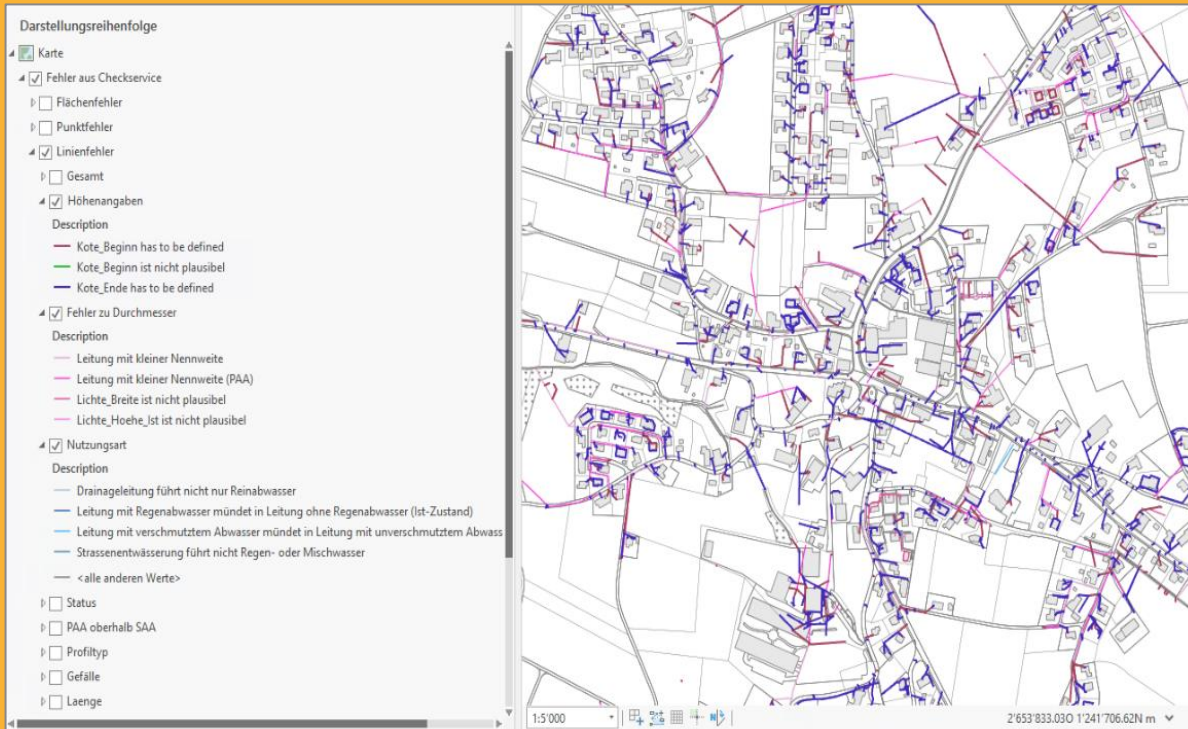 Darstellungsreihenfolge
Karte
Fehler aus Checkservice
Flächenfehler
Punktfehler
Linienfehler
Gesamt
Höhenangaben
Description
Kote_Beginn has to be defined
Kote_Beginn ist nicht plausibel
Kote_Ende has to be defined
Fehler zu Durchmesser
Description
Leitung mit kleiner Nennweite
Leitung mit kleiner Nennweite (PAA)
Lichte_Breite ist nicht plausibel
Lichte_Hoehe_Ist ist nicht plausibel
Nutzungsart
Description
Drainageleitung führt nicht nur Reinabwasser
Leitung mit Regenabwasser mündet in Leitung ohne Regenabwasser (Ist-Zustand)
Leitung mit verschmutztem Abwasser mündet in Leitung mit unverschmutztem Abwass
Strassenentwässerung führt nicht Regen- oder Mischwasser
<alle anderen Werte>
Status
PAA oberhalb SAA
Profiltyp
Gefälle
Laenge
1:5'000
2'653'833.03O 1'241'706.62N m